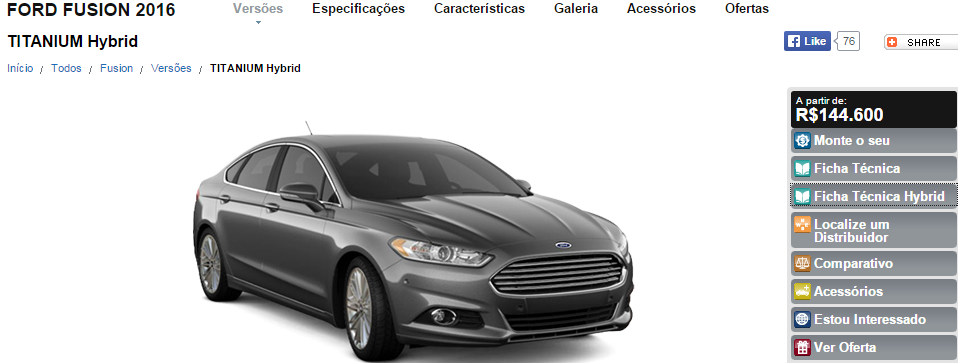 FORD FUSION 2016
Versões
Especificações
Características
Galeria
Acessórios
Ofertas
TITANIUM Hybrid
Like
76
SHARE
Início / Todos / Fusion / Versões / TITANIUM Hybrid
A partir de:
R$144.600
Monte o seu
Ficha Técnica
Ficha Técnica Hybrid
Localize um
Distribuidor
Comparativo
Acessórios
Estou Interessado
Ver Oferta
Ford